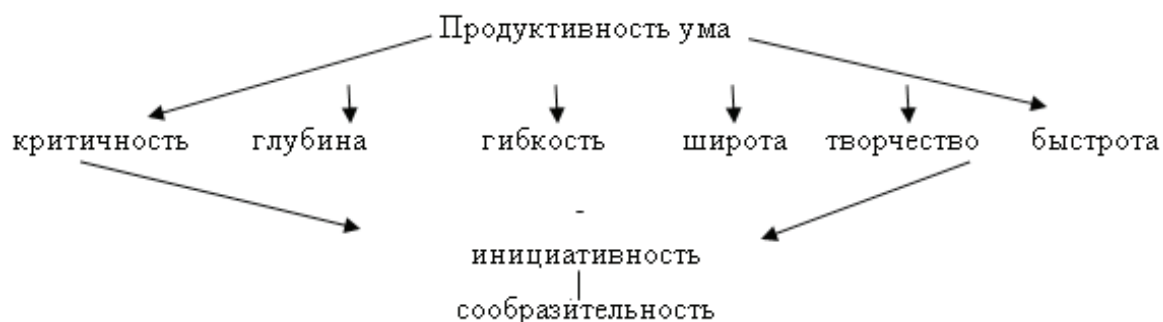 Продуктивность ума
критичность глубина гибкость широта творчество быстрота
-
инициативность
сообразительность